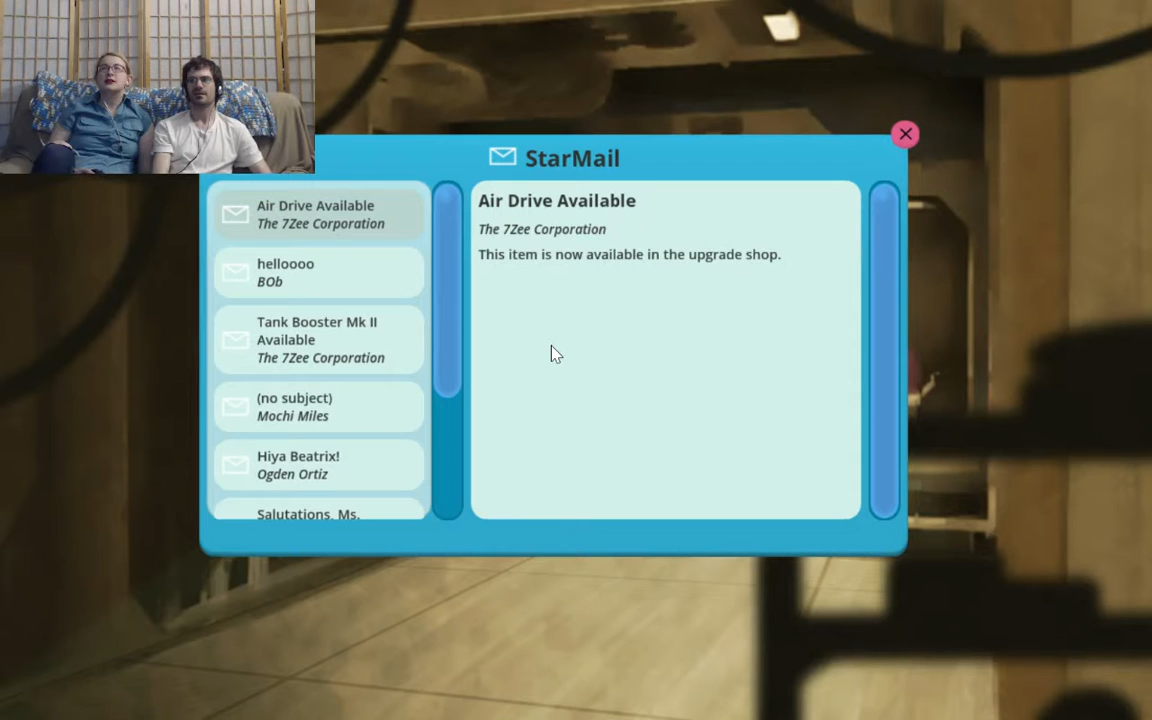 StarMail
Air Drive Available
The 7Zee Corporation
helloooo
BOb
Tank Booster Mk II
Available
The 7Zee Corporation
(no subject)
Mochi Miles
Hiya Beatrix!
Ogden Ortiz
Salutations, Ms.
Air Drive Available
The 7Zee Corporation
This item is now available in the upgrade shop.